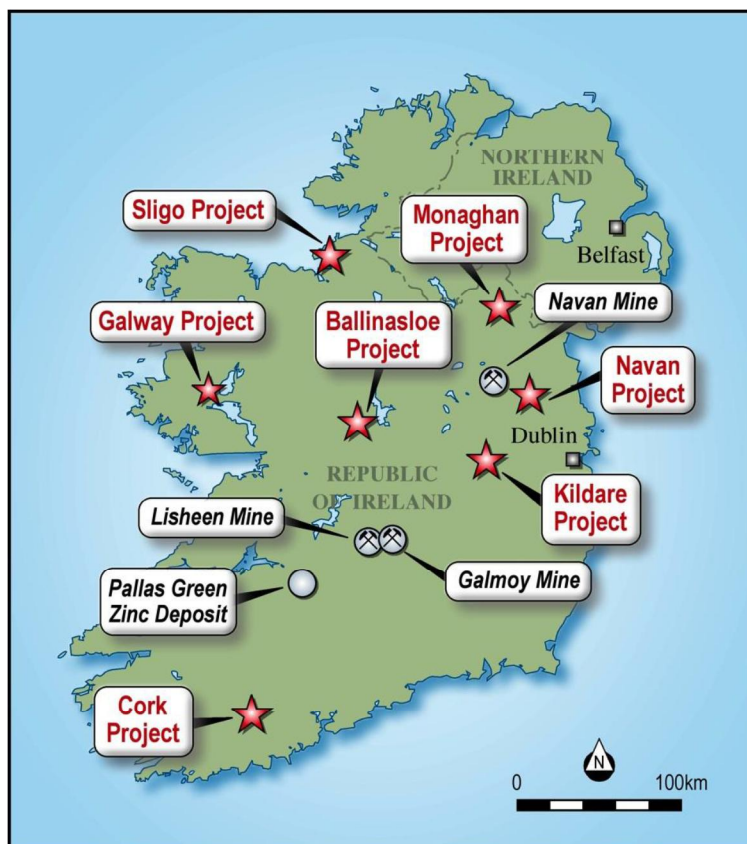 NORTHERN
IRELAND
Sligo Project
Monaghan
Project
Belfast
Navan Mine
Galway Project
Ballinasloe
Project
Navan
Project
Dublin
REPUBLIC
OF IRELAND
Kildare
Project
Lisheen Mine
Galmoy Mine
Pallas Green
Zinc Deposit
Cork
Project
N
0
100km